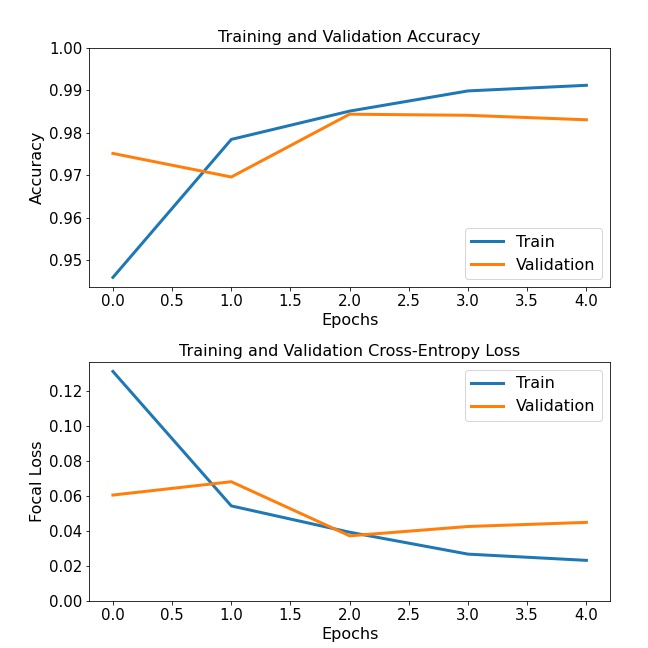 Training and Validation Accuracy
1.00
0.99
0.98
0.97
0.96
0.95
Accuracy
Train
Validation
0.0 0.5 1.0 1.5 2.0 2.5 3.0 3.5 4.0
Epochs
Training and Validation Cross-Entropy Loss
0.12
0.10
0.08
0.06
0.04
0.02
0.00
Focal Loss
Train
Validation
0.0 0.5 1.0 1.5 2.0 2.5 3.0 3.5 4.0
Epochs